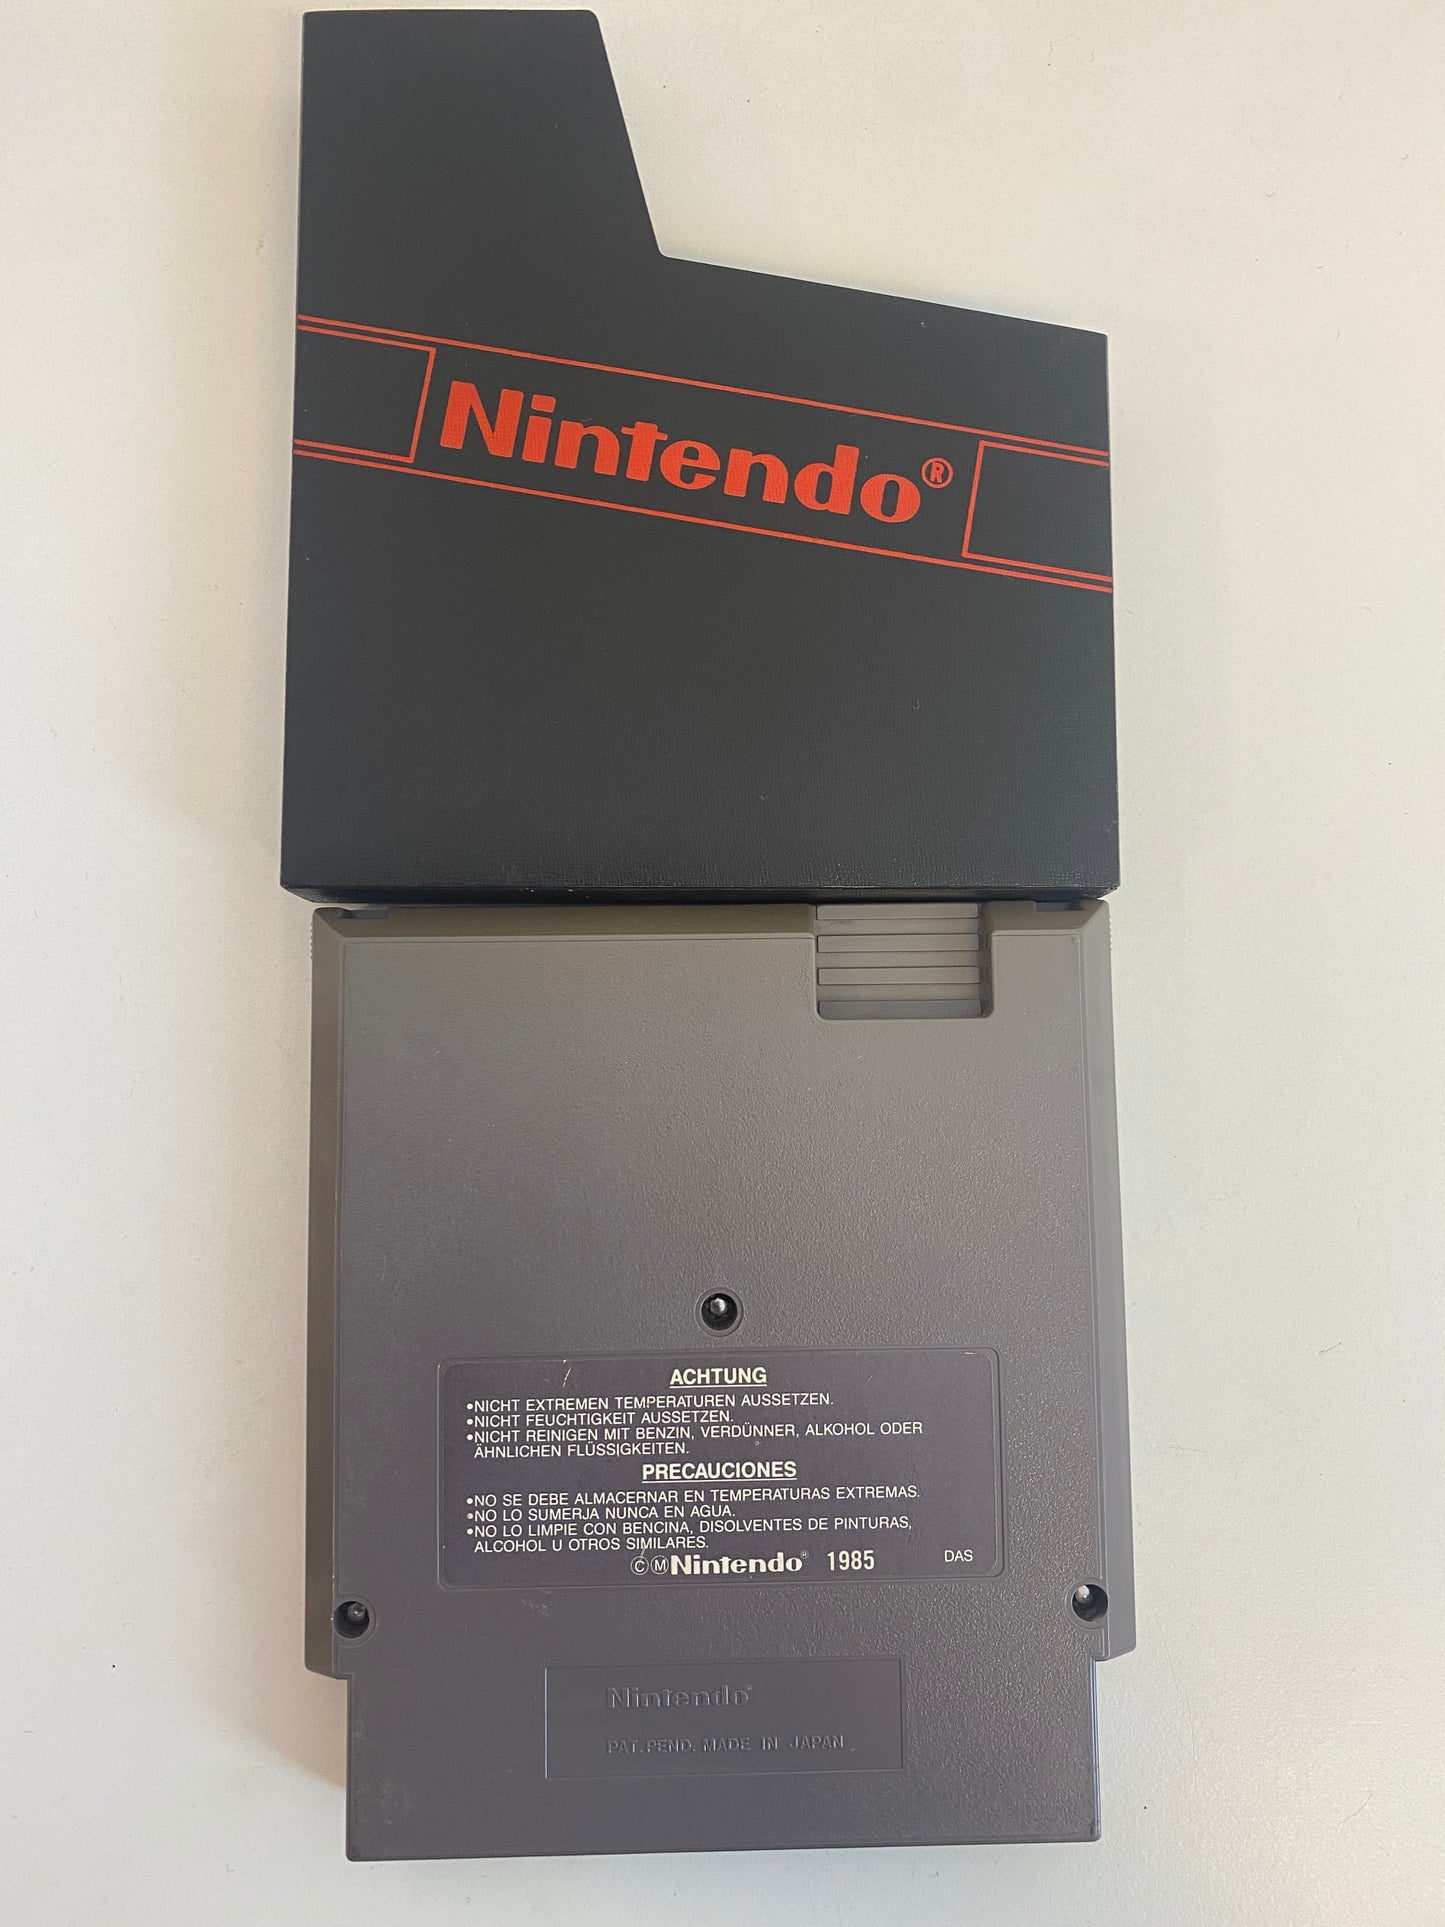 Nintendo®
ACHTUNG
•NICHT EXTREMEN TEMPERATUREN AUSSETZEN.
•NICHT FEUCHTIGKEIT AUSSETZEN.
•NICHT REINIGEN MIT BENZIN, VERDÜNNER, ALKOHOL ODER
ÄHNLICHEN FLÜSSIGKEITEN.
PRECAUCIONES
•NO SE DEBE ALMACERNAR EN TEMPERATURAS EXTREMAS.
•NO LO SUMERJA NUNCA EN AGUA.
•NO LO LIMPIE CON BENCINA, DISOLVENTES DE PINTURAS,
ALCOHOL U OTROS SIMILARES.
ⒸⓂNintendo® 1985 DAS
Nintendo®
PAT. PEND. MADE IN JAPAN